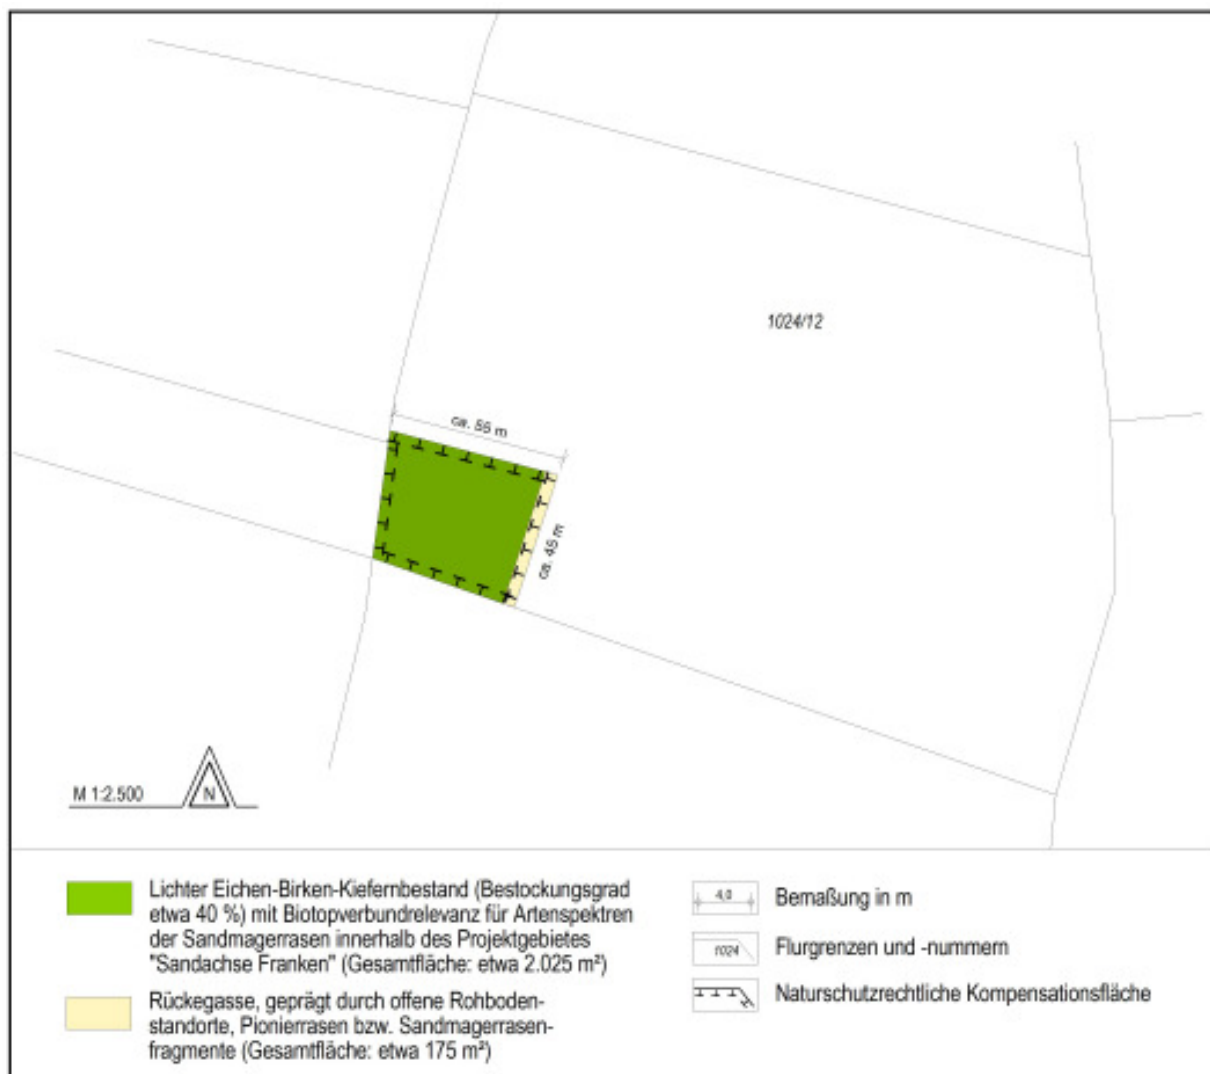 1024/12
ca. 55 m
ca. 45 m
M 1:2.500
N
Lichter Eichen-Birken-Kiefernbestand (Bestockungsgrad
etwa 40 %) mit Biotopverbundrelevanz für Artenspektren
der Sandmagerrasen innerhalb des Projektgebietes
"Sandachse Franken" (Gesamtfläche: etwa 2.025 m²)
Rückegasse, geprägt durch offene Rohboden-
standorte, Pionierrasen bzw. Sandmagerrasen-
fragmente (Gesamtfläche: etwa 175 m²)
4,0
Bemaßung in m
1024
Flurgrenzen und -nummern
Naturschutzrechtliche Kompensationsfläche